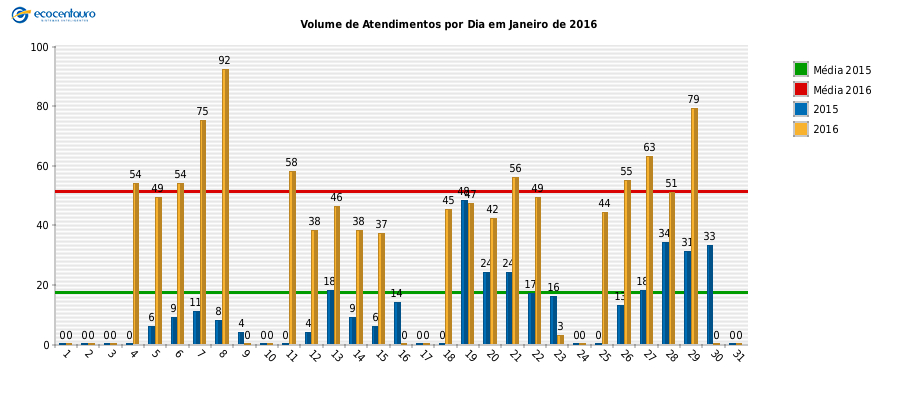 ecocentauro
Volume de Atendimentos por Dia em Janeiro de 2016
100
80
60
40
20
0
Média 2015
Média 2016
2015
2016
0 0 0 0 0 0 0 54 6 49 9 54 11 75 8 92 4 0 0 0 0 58 4 38 18 46 9 38 6 37 14 0 0 0 0 45 48 47 24 42 24 56 17 49 16 3 0 0 0 44 13 55 18 63 34 51 31 79 33 0 0 0
1 2 3 4 5 6 7 8 9 10 11 12 13 14 15 16 17 18 19 20 21 22 23 24 25 26 27 28 29 30 31